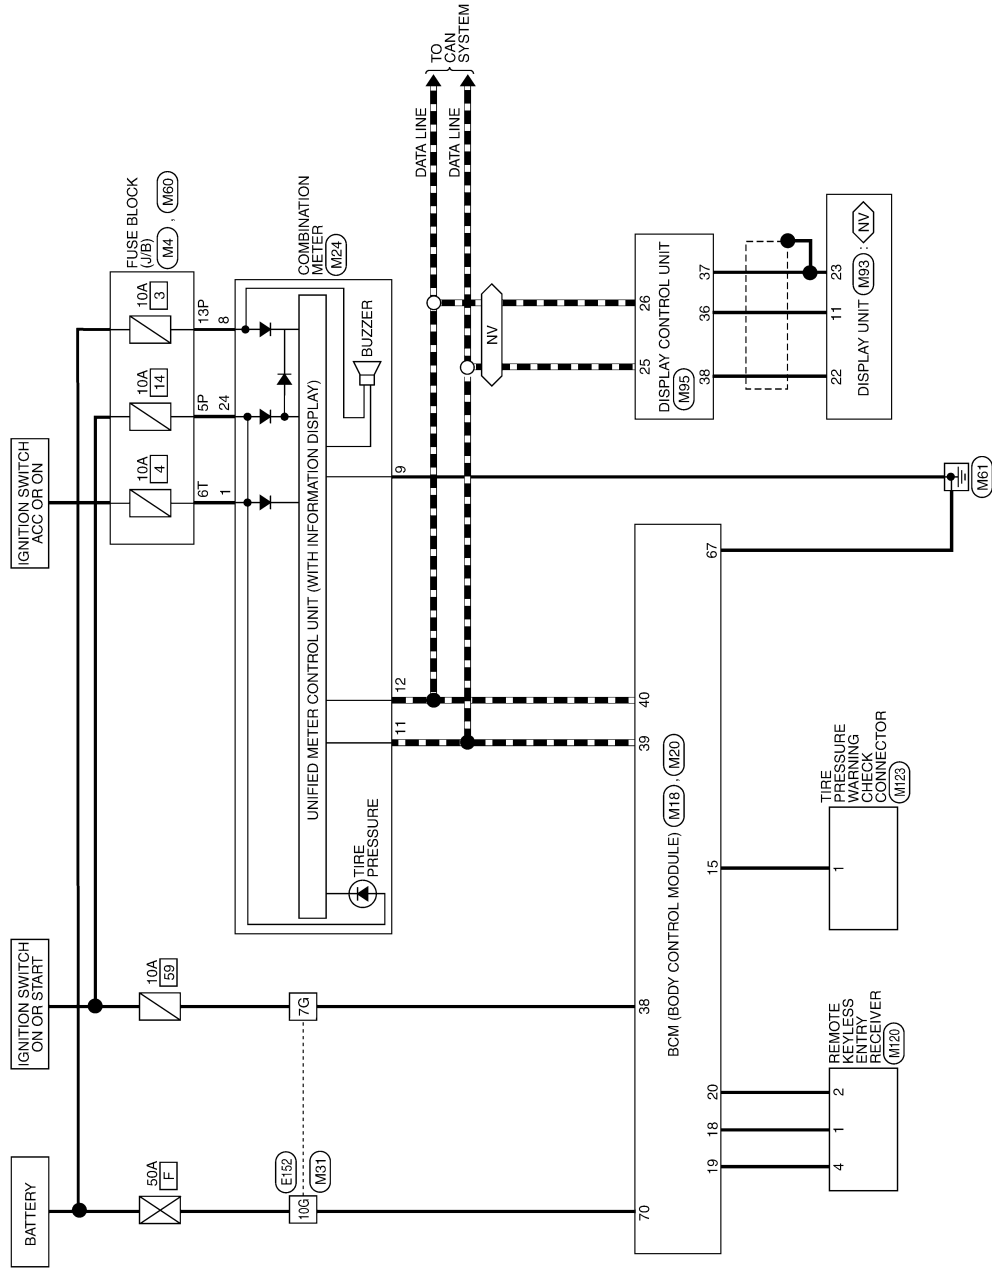 BATTERY
IGNITION SWITCH
ON OR START
IGNITION SWITCH
ACC OR ON
50A
F
10A
59
10A
4
10A
14
10A
3
FUSE BLOCK
(J/B)
M4 , M60
6T
5P
13P
1
24
8
10G
7G
E152
M31
COMBINATION
METER
M24
UNIFIED METER CONTROL UNIT (WITH INFORMATION DISPLAY)
BUZZER
TIRE
PRESSURE
11
12
9
DATA LINE
DATA LINE
TO
CAN
SYSTEM
NV
70
38
39
40
25
26
BCM (BODY CONTROL MODULE) M18 , M20
19
18
20
15
67
DISPLAY CONTROL UNIT
M95
38
36
37
4
1
2
REMOTE
KEYLESS
ENTRY
RECEIVER
M120
1
TIRE
PRESSURE
WARNING
CHECK
CONNECTOR
M123
22
11
23
DISPLAY UNIT M93 : NV
M61